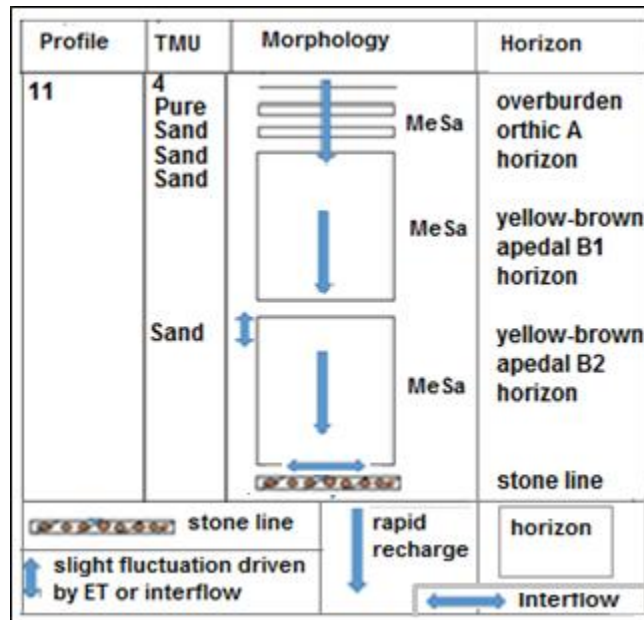 Profile TMU Morphology Horizon
11
4
Pure
Sand
Sand
Sand
MeSa
overburden
orthic A
horizon
MeSa
yellow-brown
apedal B1
horizon
Sand
MeSa
yellow-brown
apedal B2
horizon
stone line
stone line
slight fluctuation driven
by ET or interflow
rapid
recharge
horizon
Interflow